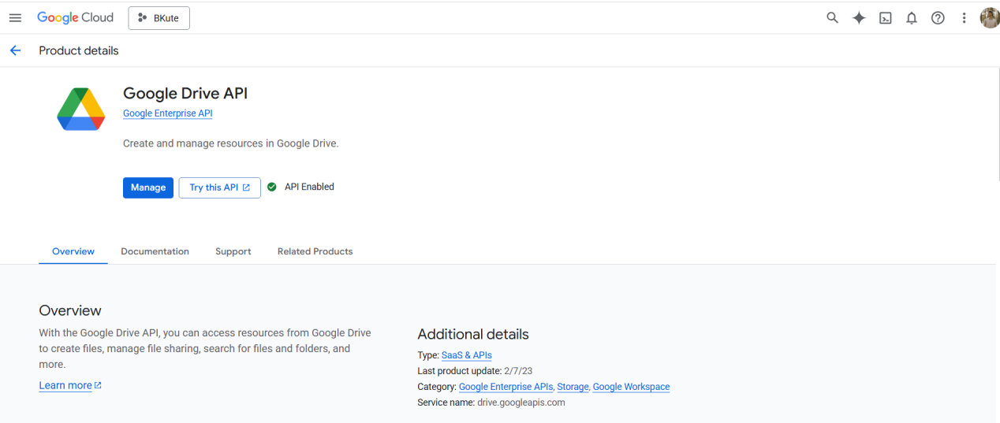 Google Cloud BKute
Product details
Google Drive API
Google Enterprise API
Create and manage resources in Google Drive.
Manage Try this API API Enabled
Overview Documentation Support Related Products
Overview
With the Google Drive API, you can access resources from Google Drive
to create files, manage file sharing, search for files and folders, and
more.
Learn more
Additional details
Type: SaaS & APIs
Last product update: 2/7/23
Category: Google Enterprise APIs, Storage, Google Workspace
Service name: drive.googleapis.com